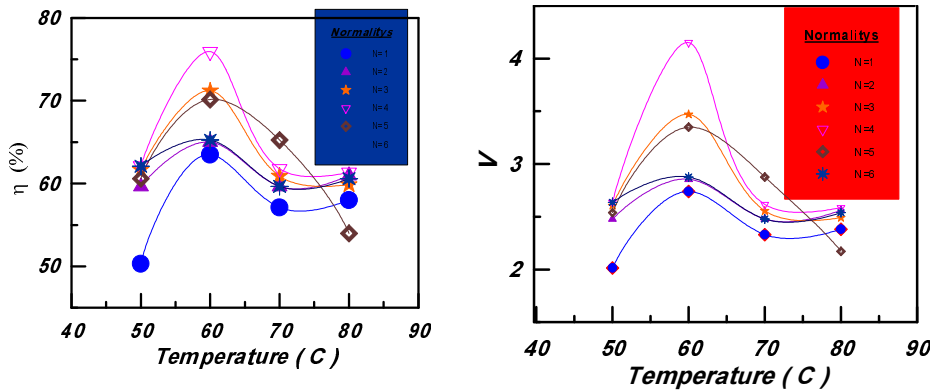 80
70
60
50
η (%)
40 50 60 70 80 90
Temperature ( C )
Normalitys
N=1
N=2
N=3
N=4
N=5
N=6
4
3
2
V
40 50 60 70 80 90
Temperature ( C )
Normalitys
N=1
N=2
N=3
N=4
N=5
N=6